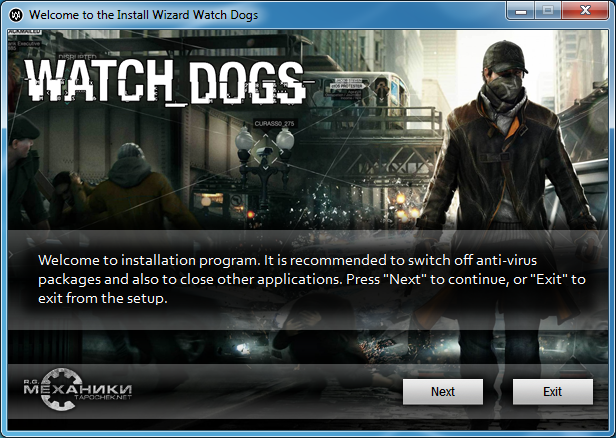 Welcome to the Install Wizard Watch Dogs
DISRUPTED
WATCH_DOGS
CURASS0_275
Welcome to installation program. It is recommended to switch off anti-virus
packages and also to close other applications. Press "Next" to continue, or "Exit" to
exit from the setup.
R.G.
МЕХАНИКИ
TAPOCHEK.NET
Next
Exit